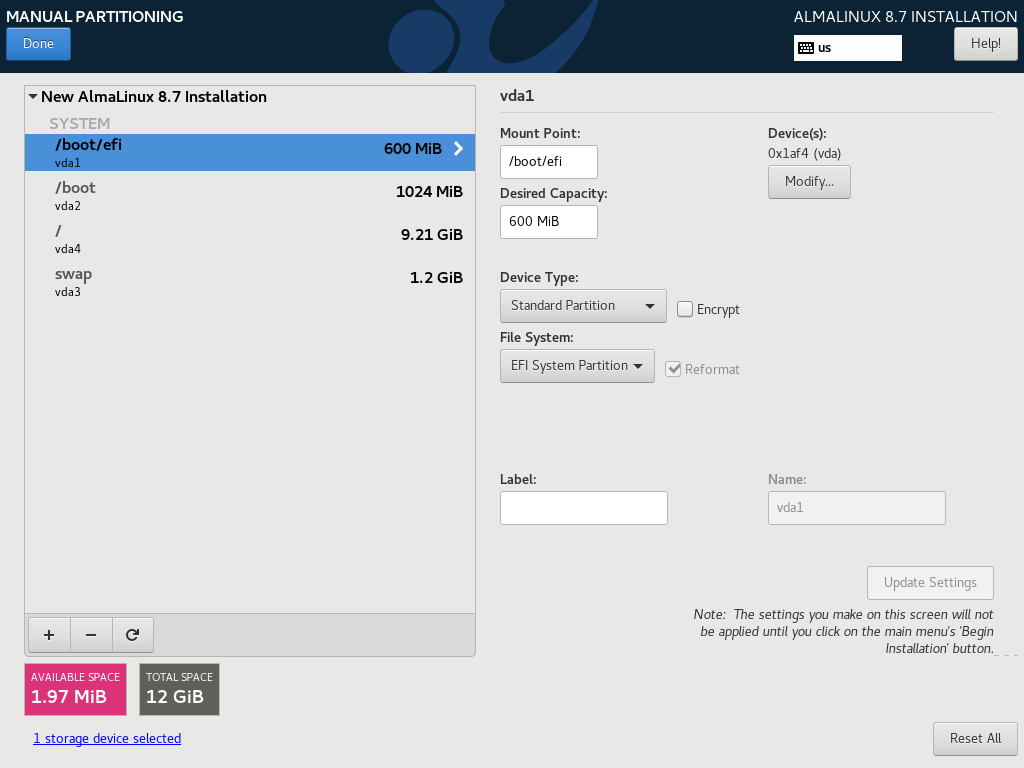 MANUAL PARTITIONING
ALMALINUX 8.7 INSTALLATION
Done
us
Help!
New AlmaLinux 8.7 Installation
SYSTEM
/boot/efi
600 MiB
vda1
/boot
1024 MiB
vda2
/
9.21 GiB
vda4
swap
1.2 GiB
vda3
vda1
Mount Point:
Device(s):
/boot/efi
0x1af4 (vda)
Modify...
Desired Capacity:
600 MiB
Device Type:
Standard Partition
Encrypt
File System:
EFI System Partition
Reformat
Label:
Name:
vda1
Update Settings
Note: The settings you make on this screen will not
be applied until you click on the main menu's 'Begin
Installation' button.
AVAILABLE SPACE
1.97 MiB
TOTAL SPACE
12 GiB
1 storage device selected
Reset All